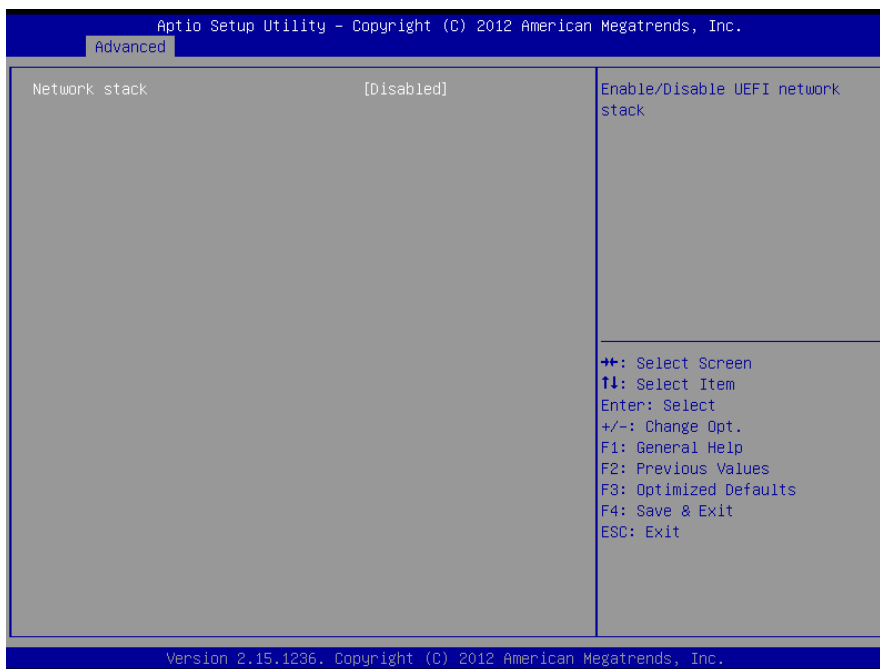 Aptio Setup Utility – Copyright (C) 2012 American Megatrends, Inc.
Advanced
Network stack [Disabled]
Enable/Disable UEFI network
stack
→←: Select Screen
↑↓: Select Item
Enter: Select
+/-: Change Opt.
F1: General Help
F2: Previous Values
F3: Optimized Defaults
F4: Save & Exit
ESC: Exit
Version 2.15.1236. Copyright (C) 2012 American Megatrends, Inc.